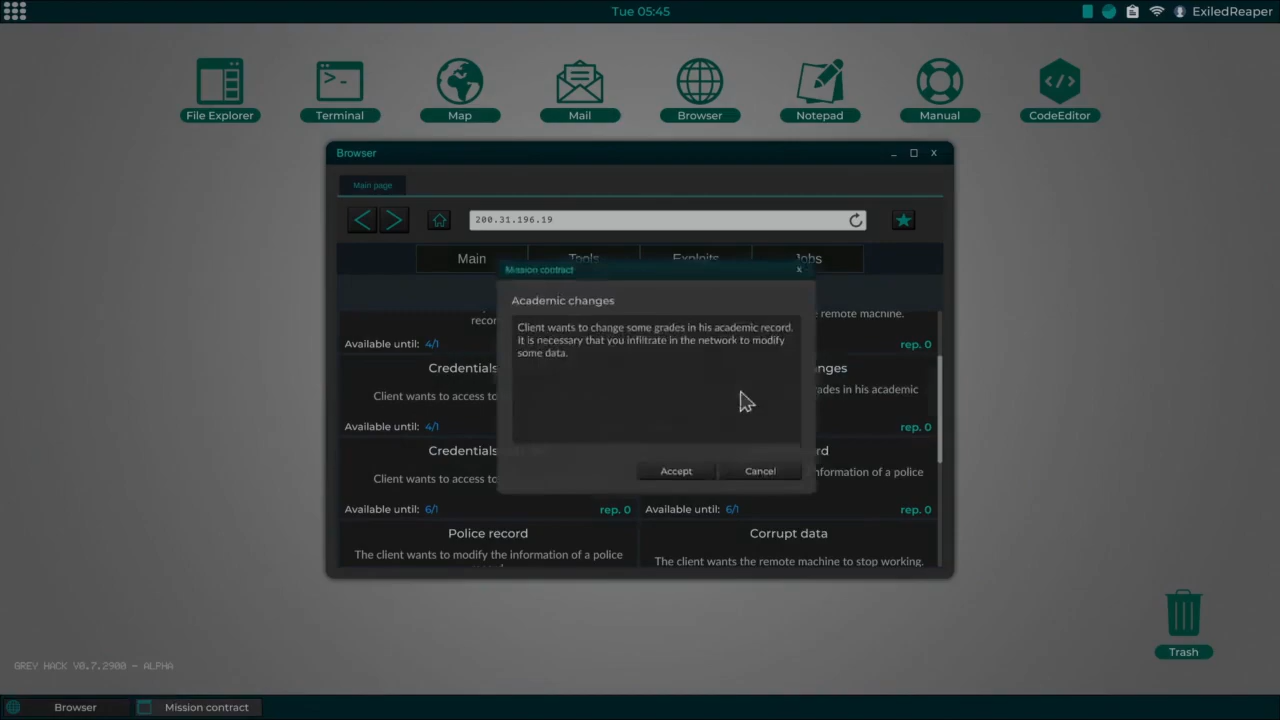 Tue 05:45
ExiledReaper
File Explorer
Terminal
Map
Mail
Browser
Notepad
Manual
CodeEditor
Browser
Main page
200.31.196.19
Main
Tools
Exploits
Jobs
Mission contract
Academic changes
Client wants to change some grades in his academic record.
It is necessary that you infiltrate in the network to modify
some data.
Accept
Cancel
remote machine.
Available until: 4/1
rep. 0
Credentials
Client wants to access to
grades in his academic
Available until: 4/1
rep. 0
Credentials
Client wants to access to
information of a police
Available until: 6/1
rep. 0
Available until: 6/1
rep. 0
Police record
The client wants to modify the information of a police
Corrupt data
The client wants the remote machine to stop working.
Trash
GREY HACK V0.7.2900 - ALPHA
Browser
Mission contract